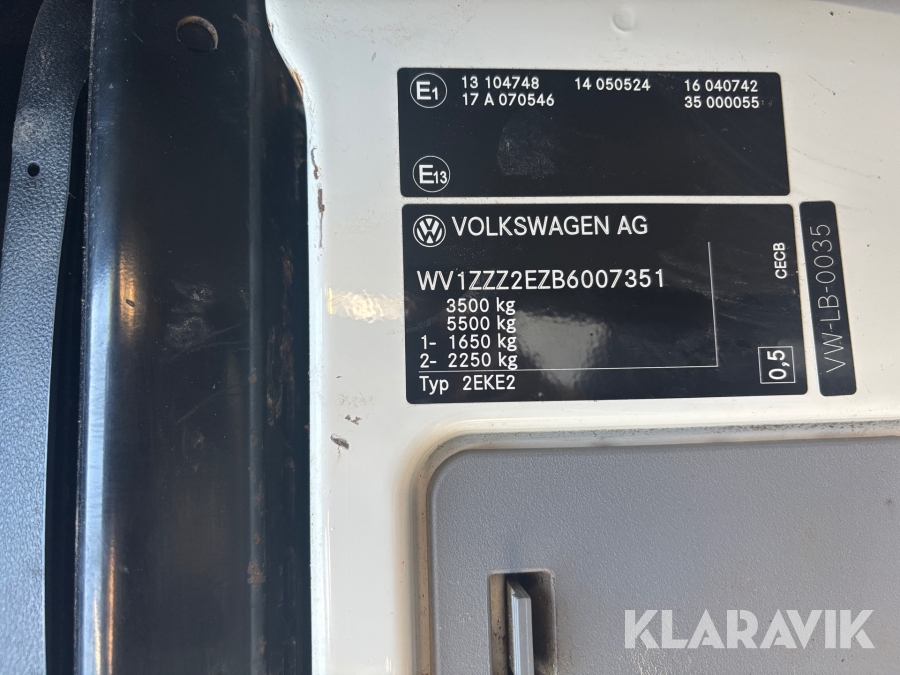 E1 13 104748 14 050524 16 040742
17 A 070546 35 000055
E13
VOLKSWAGEN AG
WV1ZZZ2EZB6007351
3500 kg
5500 kg
1- 1650 kg
2- 2250 kg
Typ 2EKE2
CECB
0,5
VW-LB-0035
KLARAVIK